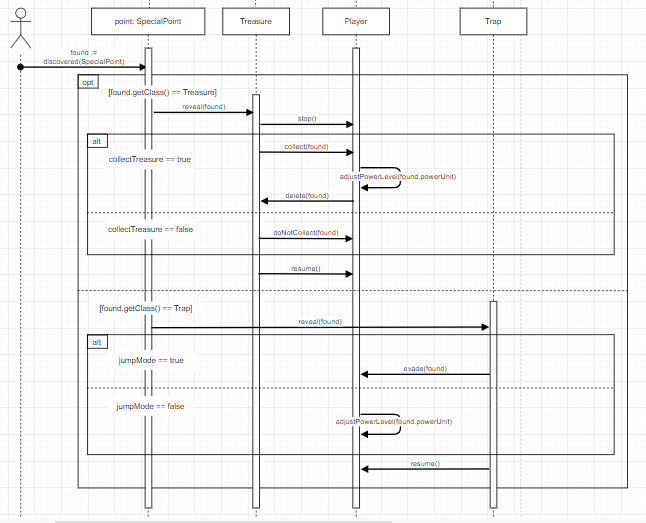 point: SpecialPoint
Treasure
Player
Trap
found :=
discovered(SpecialPoint)
opt
[found.getClass() == Treasure]
reveal(found)
stop()
alt
collect(found)
collectTreasure == true
adjustPowerLevel(found.powerUnit)
delete(found)
collectTreasure == false
doNotCollect(found)
resume()
[found.getClass() == Trap]
reveal(found)
alt
jumpMode == true
evade(found)
jumpMode == false
adjustPowerLevel(found.powerUnit)
resume()